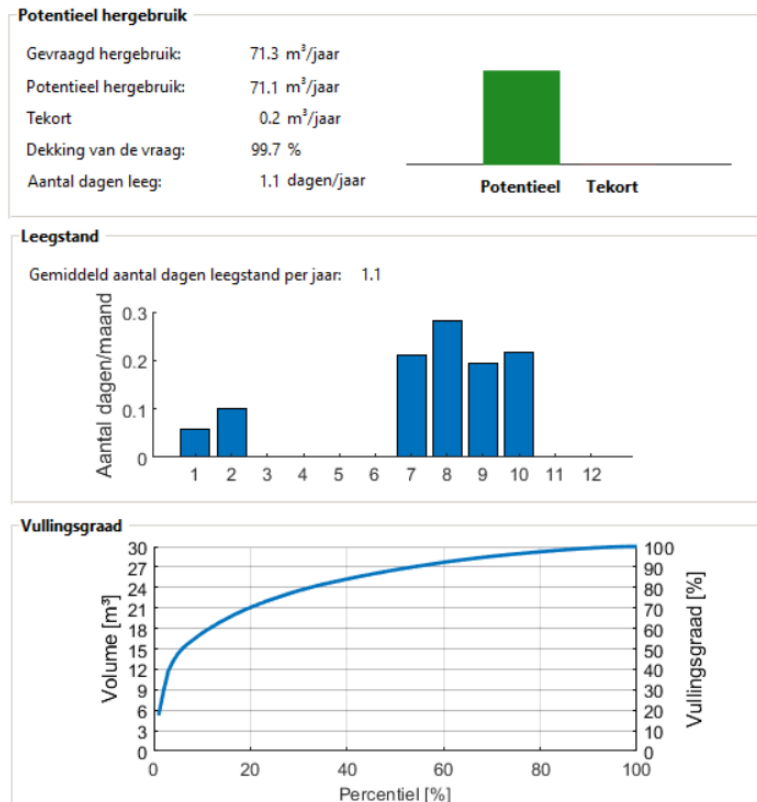 Potentieel hergebruik
Gevraagd hergebruik: 71.3 m³/jaar
Potentieel hergebruik: 71.1 m³/jaar
Tekort 0.2 m³/jaar
Dekking van de vraag: 99.7 %
Aantal dagen leeg: 1.1 dagen/jaar
Potentieel Tekort
Leegstand
Gemiddeld aantal dagen leegstand per jaar: 1.1
Aantal dagen/maand
0.3
0.2
0.1
0
1 2 3 4 5 6 7 8 9 10 11 12
Vullingsgraad
Volume [m³]
30
27
24
21
18
15
12
9
6
3
0
100
90
80
70
60
50
40
30
20
10
0
Vullingsgraad [%]
0 20 40 60 80 100
Percentiel [%]